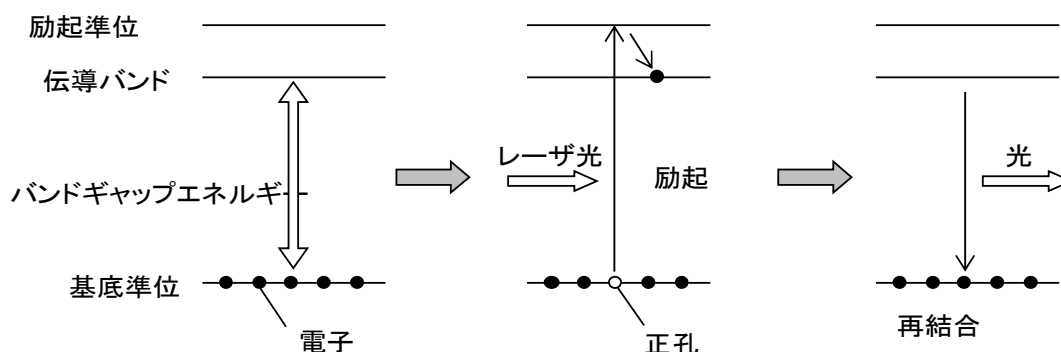 励起準位
伝導バンド
バンドギャップエネルギー
基底準位
電子
レーザ光
励起
正孔
光
再結合